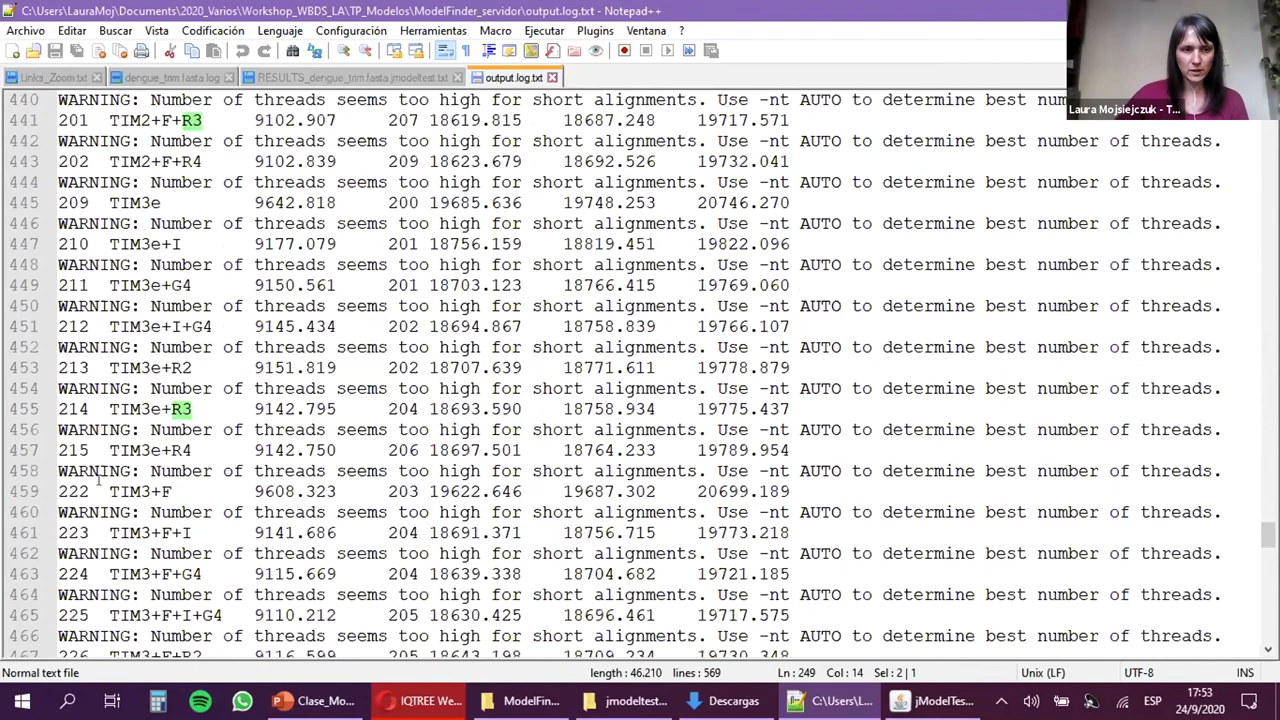 C:\Users\LauraMoj\Documents\2020_Varios\Workshop_WBDS_LA\TP_Modelos\ModelFinder_servidor\output.log.txt - Notepad++
Archivo Editar Buscar Vista Codificación Lenguaje Configuración Herramientas Macro Ejecutar Plugins Ventana ?
Links_Zoom.txt dengue_trim.fasta.log RESULTS_dengue_trim.fasta.jmodeltest.txt output.log.txt
Laura Mojsiejczuk - T...
440 WARNING: Number of threads seems too high for short alignments. Use -nt AUTO to determine best num
441 201 TIM2+F+R3 9102.907 207 18619.815 18687.248 19717.571
442 WARNING: Number of threads seems too high for short alignments. Use -nt AUTO to determine best number of threads.
443 202 TIM2+F+R4 9102.839 209 18623.679 18692.526 19732.041
444 WARNING: Number of threads seems too high for short alignments. Use -nt AUTO to determine best number of threads.
445 209 TIM3e 9642.818 200 19685.636 19748.253 20746.270
446 WARNING: Number of threads seems too high for short alignments. Use -nt AUTO to determine best number of threads.
447 210 TIM3e+I 9177.079 201 18756.159 18819.451 19822.096
448 WARNING: Number of threads seems too high for short alignments. Use -nt AUTO to determine best number of threads.
449 211 TIM3e+G4 9150.561 201 18703.123 18766.415 19769.060
450 WARNING: Number of threads seems too high for short alignments. Use -nt AUTO to determine best number of threads.
451 212 TIM3e+I+G4 9145.434 202 18694.867 18758.839 19766.107
452 WARNING: Number of threads seems too high for short alignments. Use -nt AUTO to determine best number of threads.
453 213 TIM3e+R2 9151.819 202 18707.639 18771.611 19778.879
454 WARNING: Number of threads seems too high for short alignments. Use -nt AUTO to determine best number of threads.
455 214 TIM3e+R3 9142.795 204 18693.590 18758.934 19775.437
456 WARNING: Number of threads seems too high for short alignments. Use -nt AUTO to determine best number of threads.
457 215 TIM3e+R4 9142.750 206 18697.501 18764.233 19789.954
458 WARNING: Number of threads seems too high for short alignments. Use -nt AUTO to determine best number of threads.
459 222 TIM3+F 9608.323 203 19622.646 19687.302 20699.189
460 WARNING: Number of threads seems too high for short alignments. Use -nt AUTO to determine best number of threads.
461 223 TIM3+F+I 9141.686 204 18691.371 18756.715 19773.218
462 WARNING: Number of threads seems too high for short alignments. Use -nt AUTO to determine best number of threads.
463 224 TIM3+F+G4 9115.669 204 18639.338 18704.682 19721.185
464 WARNING: Number of threads seems too high for short alignments. Use -nt AUTO to determine best number of threads.
465 225 TIM3+F+I+G4 9110.212 205 18630.425 18696.461 19717.575
466 WARNING: Number of threads seems too high for short alignments. Use -nt AUTO to determine best number of threads.
467 226 TIM3+F+R2 9116.599 205 18643.198 18709.234 19730.348
Normal text file length : 46.210 lines : 569 Ln : 249 Col : 14 Sel : 2 | 1 Unix (LF) UTF-8 INS
Clase_Mo... IQTREE We... ModelFin... jmodeltest... Descargas C:\Users\L... jModelTes... ESP 17:53
24/9/2020